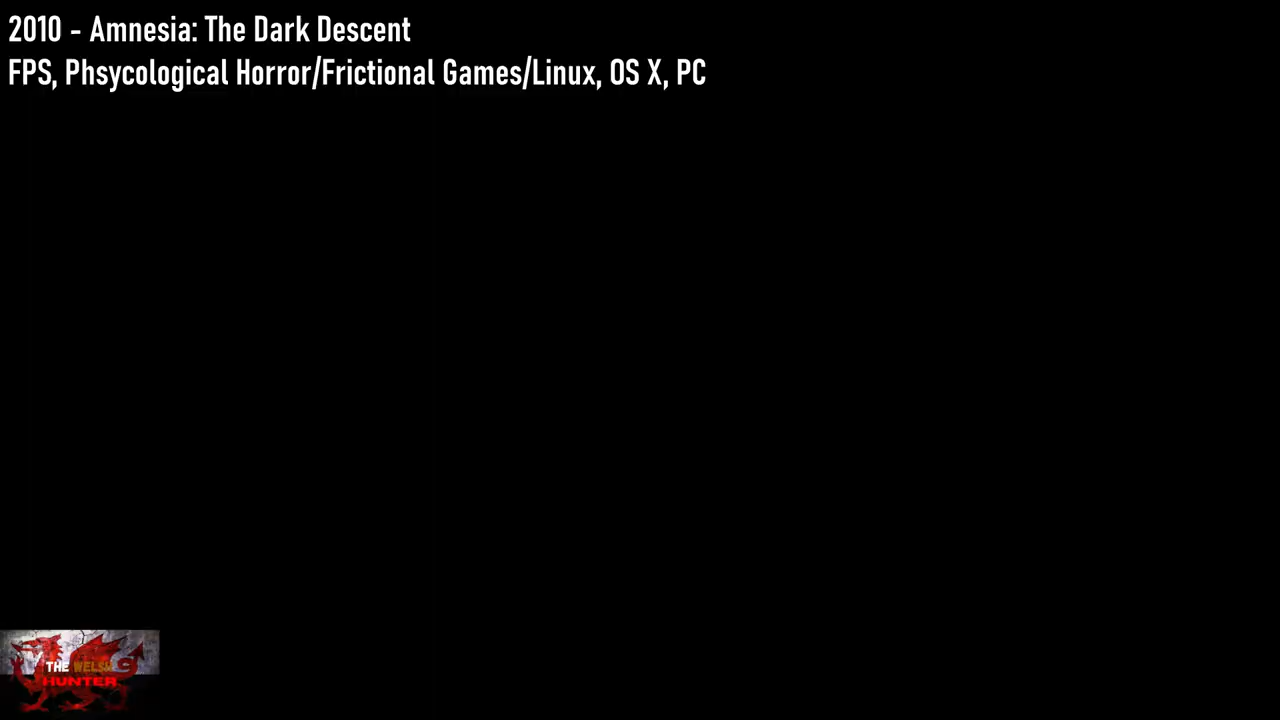 2010 - Amnesia: The Dark Descent
FPS, Phsycological Horror/Frictional Games/Linux, OS X, PC
THE WELSH
HUNTER